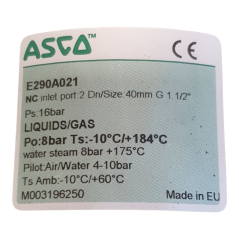 ASCO™ CE
E290A021
NC inlet port:2 Dn/Size:40mm G 1.1/2"
Ps:16bar
LIQUIDS/GAS
Po:8bar Ts:-10°C/+184°C
water steam 8bar +175°C
Pilot:Air/Water 4-10bar
Ts Amb:-10°C/+60°C
M003196250 Made in EU